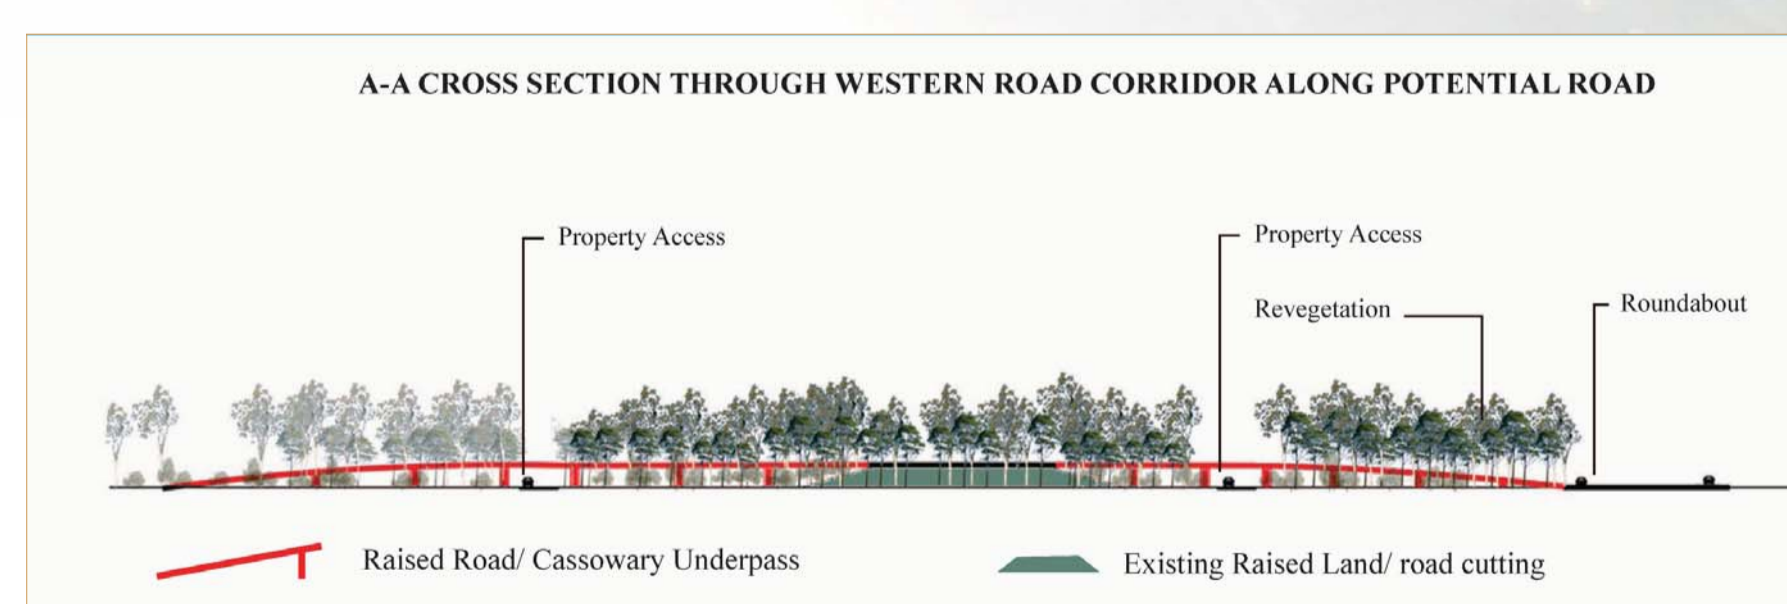 A-A CROSS SECTION THROUGH WESTERN ROAD CORRIDOR ALONG POTENTIAL ROAD
Property Access
Property Access
Revegetation
Roundabout
Raised Road/ Cassowary Underpass
Existing Raised Land/ road cutting